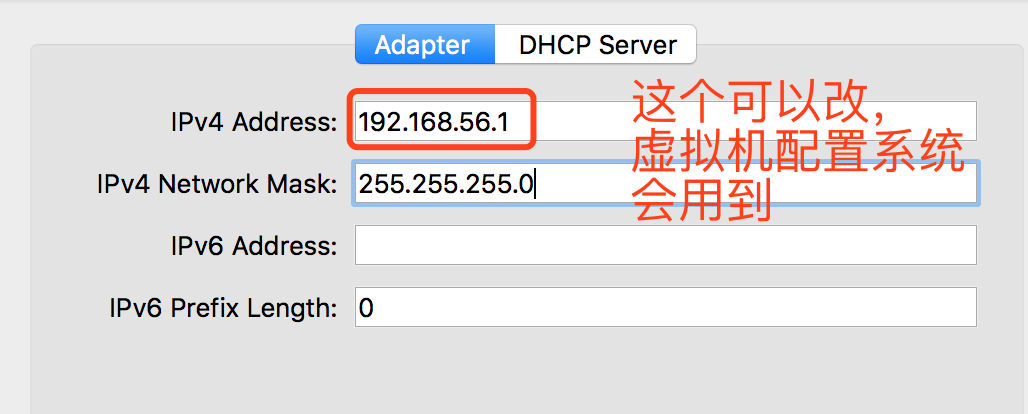 Adapter DHCP Server
IPv4 Address: 192.168.56.1
IPv4 Network Mask: 255.255.255.0
IPv6 Address:
IPv6 Prefix Length: 0
这个可以改，
虚拟机配置系统
会用到